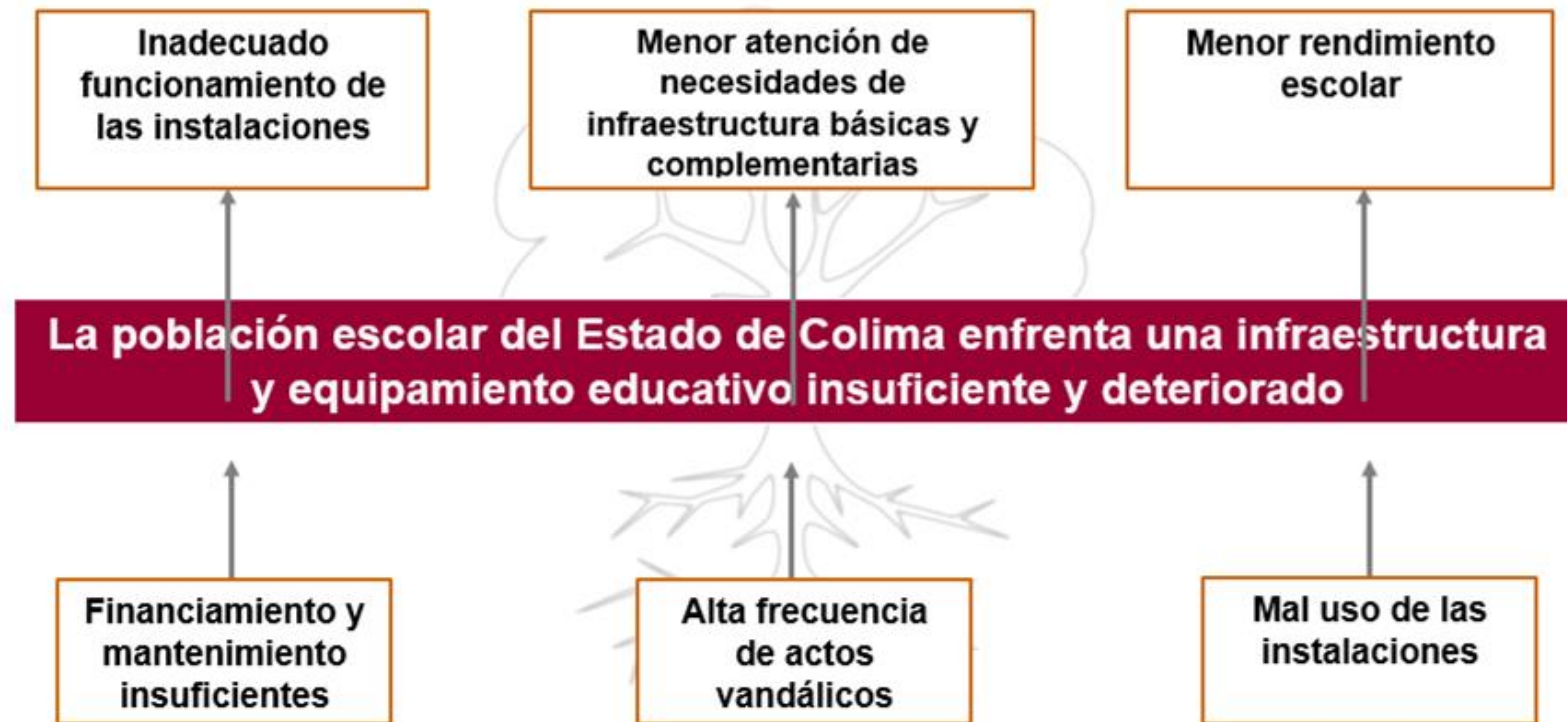 Inadecuado
funcionamiento de
las instalaciones
Menor atención de
necesidades de
infraestructura básicas y
complementarias
Menor rendimiento
escolar
La población escolar del Estado de Colima enfrenta una infraestructura
y equipamiento educativo insuficiente y deteriorado
Financiamiento y
mantenimiento
insuficientes
Alta frecuencia
de actos
vandálicos
Mal uso de las
instalaciones